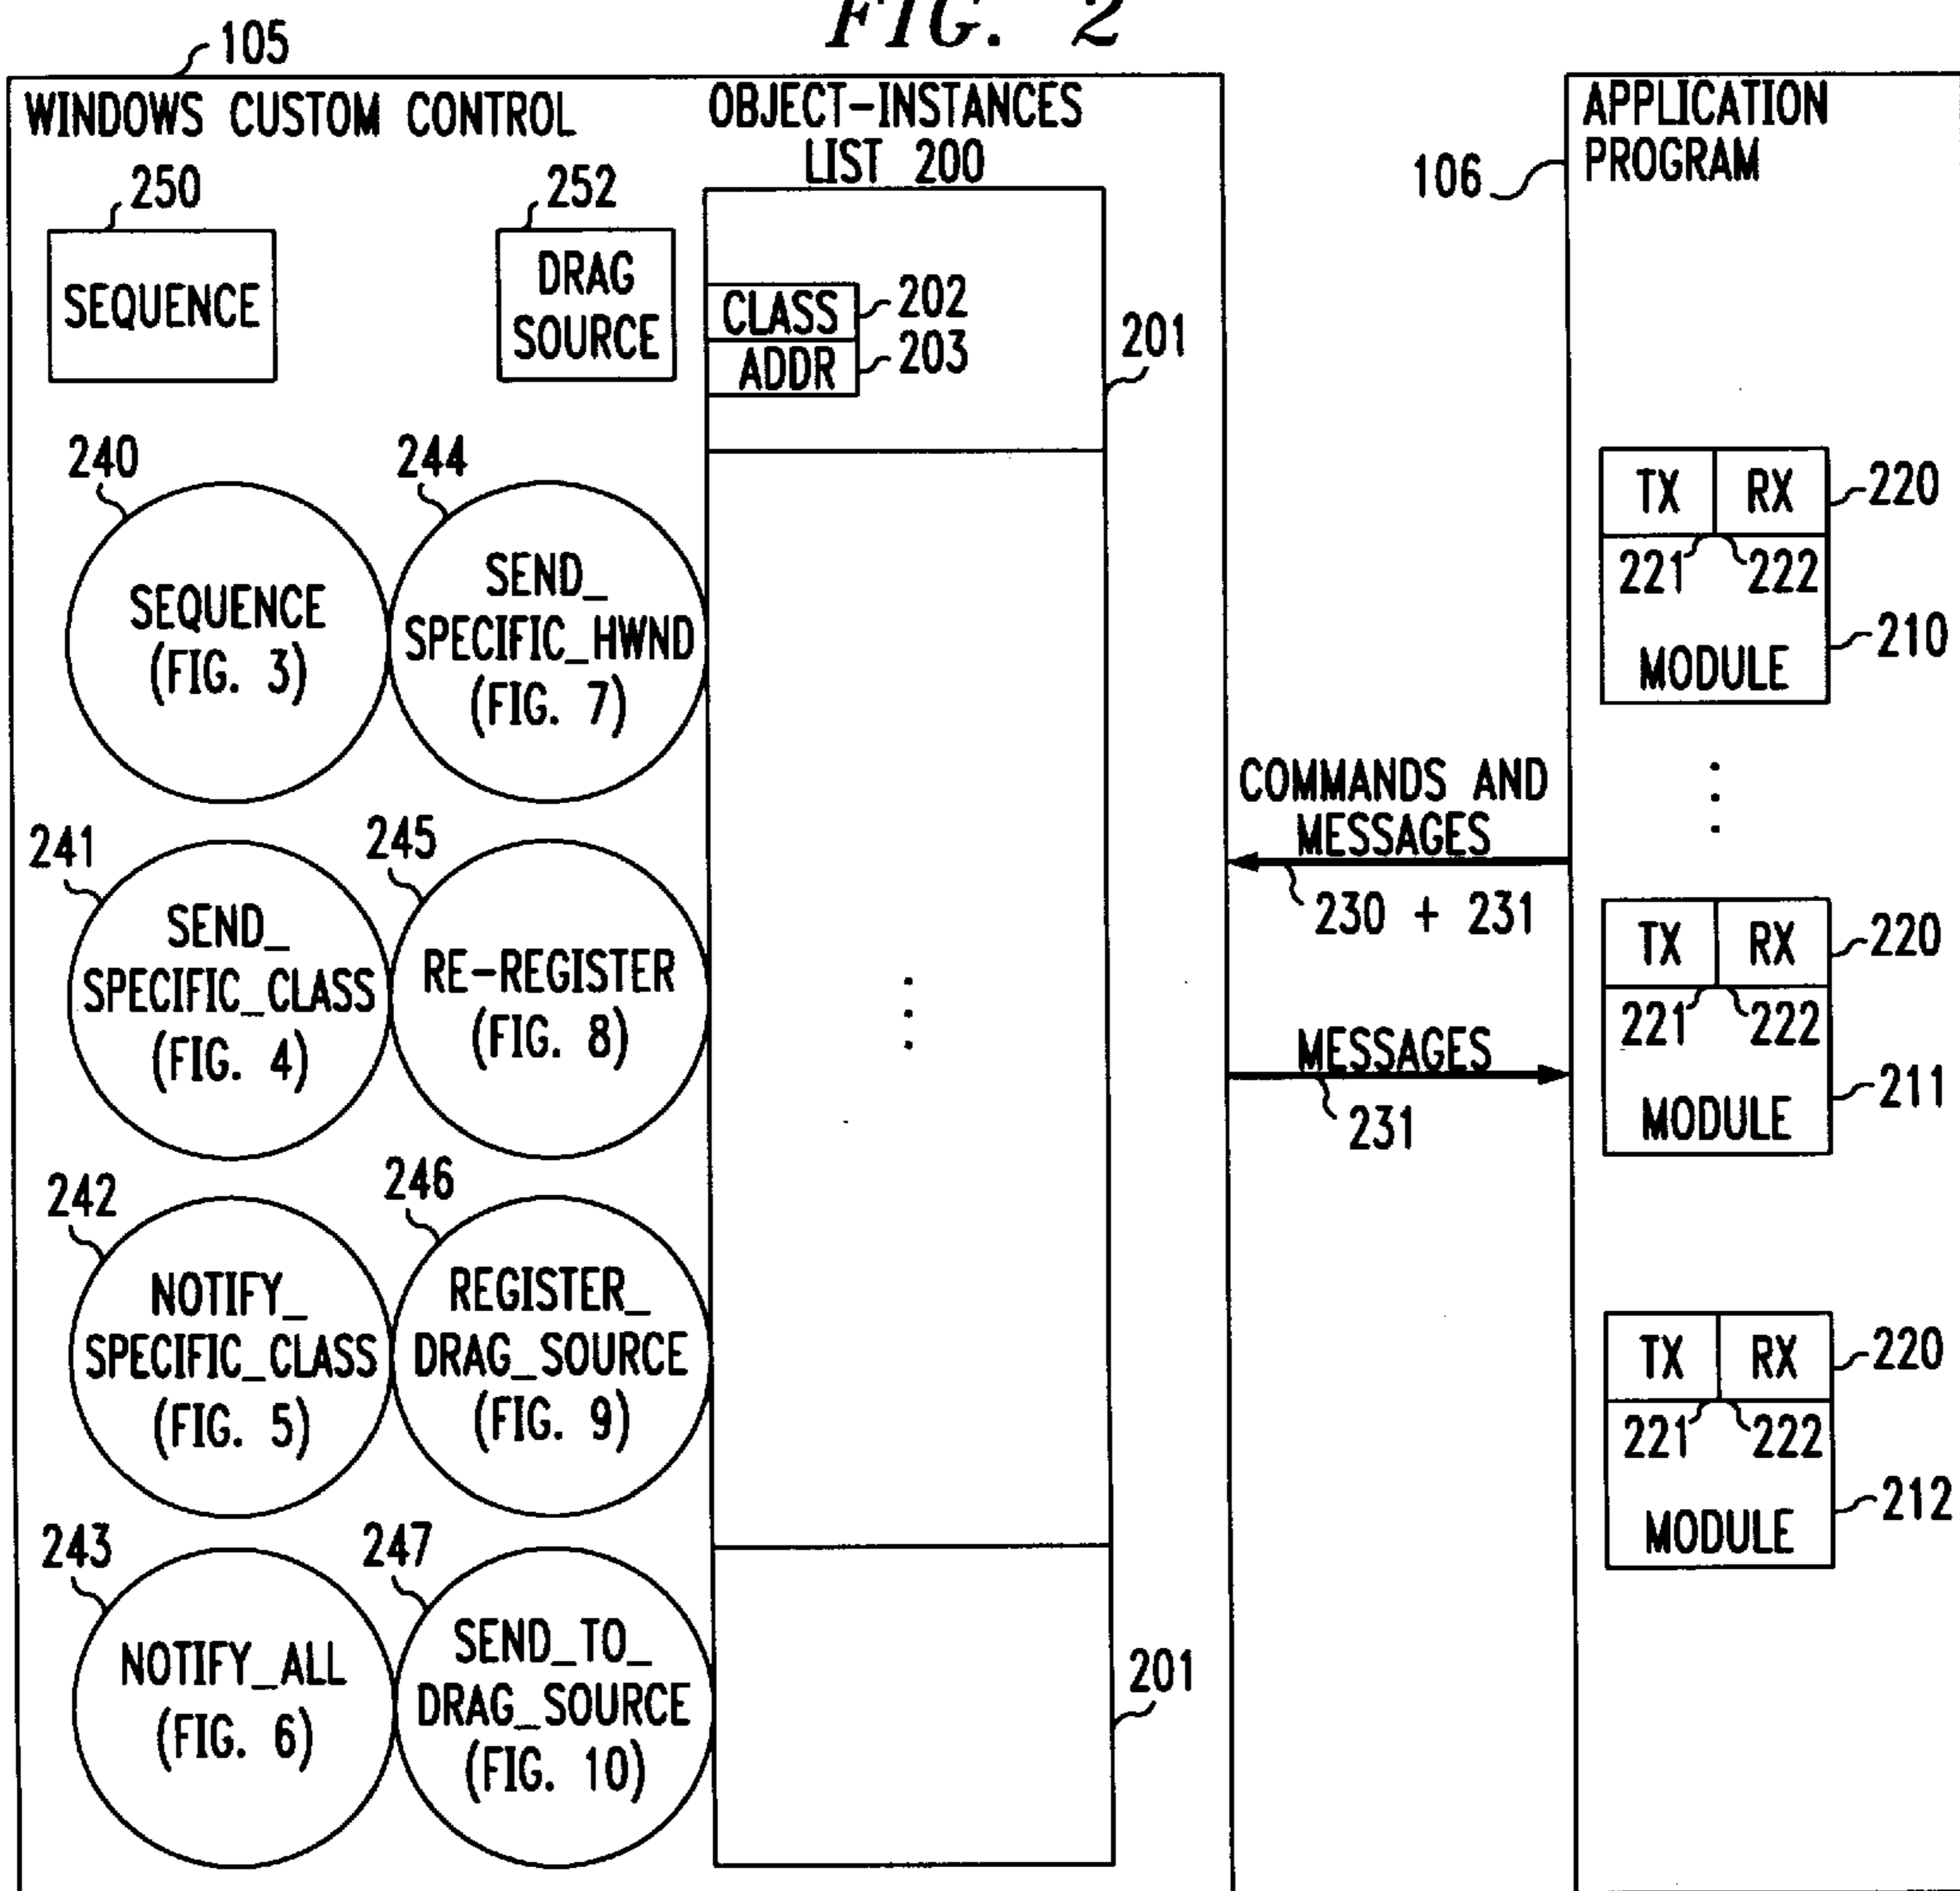 FIG. 2
105
WINDOWS CUSTOM CONTROL
OBJECT-INSTANCES
LIST 200
250
SEQUENCE
252
DRAG
SOURCE
CLASS
202
ADDR
203
201
240
SEQUENCE
(FIG. 3)
244
SEND_
SPECIFIC_HWND
(FIG. 7)
241
SEND_
SPECIFIC_CLASS
(FIG. 4)
245
RE-REGISTER
(FIG. 8)
242
NOTIFY_
SPECIFIC_CLASS
(FIG. 5)
246
REGISTER_
DRAG_SOURCE
(FIG. 9)
243
NOTIFY_ALL
(FIG. 6)
247
SEND_TO_
DRAG_SOURCE
(FIG. 10)
201
COMMANDS AND
MESSAGES
230 + 231
MESSAGES
231
106
APPLICATION
PROGRAM
TX RX
220
221 222
MODULE
210
TX RX
220
221 222
MODULE
211
TX RX
220
221 222
MODULE
212